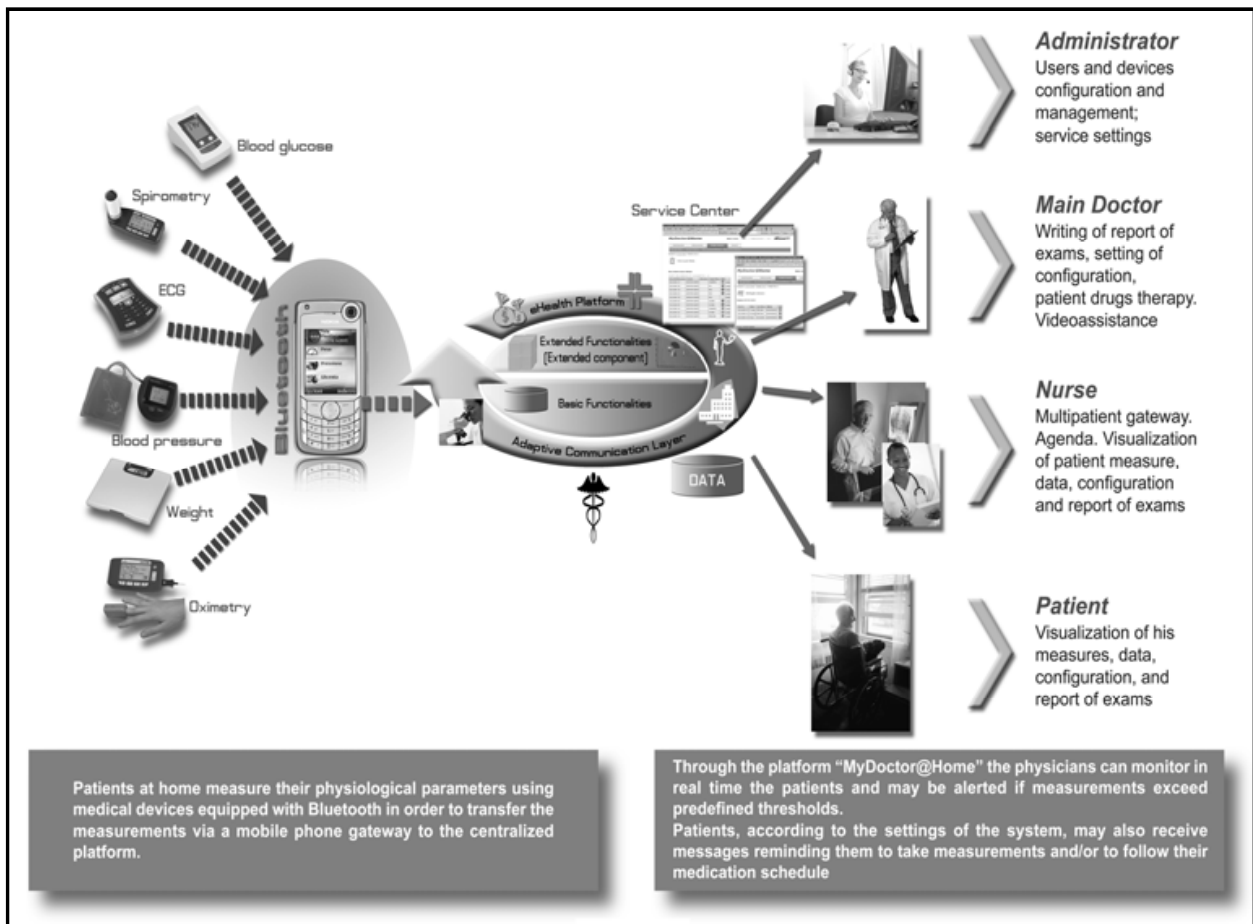 Blood glucose
Spirometry
ECG
Blood pressure
Weight
Oximetry
Bluetooth
eHealth Platform
Extended Functionalities
[Extended component]
Basic Functionalities
Adaptive Communication Layer
Service Center
DATA
Administrator
Users and devices
configuration and
management;
service settings
Main Doctor
Writing of report of
exams, setting of
configuration,
patient drugs therapy.
Videoassistance
Nurse
Multipatient gateway.
Agenda. Visualization
of patient measure,
data, configuration
and report of exams
Patient
Visualization of his
measures, data,
configuration, and
report of exams
Patients at home measure their physiological parameters using
medical devices equipped with Bluetooth in order to transfer the
measurements via a mobile phone gateway to the centralized
platform.
Through the platform “MyDoctor@Home” the physicians can monitor in
real time the patients and may be alerted if measurements exceed
predefined thresholds.
Patients, according to the settings of the system, may also receive
messages reminding them to take measurements and/or to follow their
medication schedule